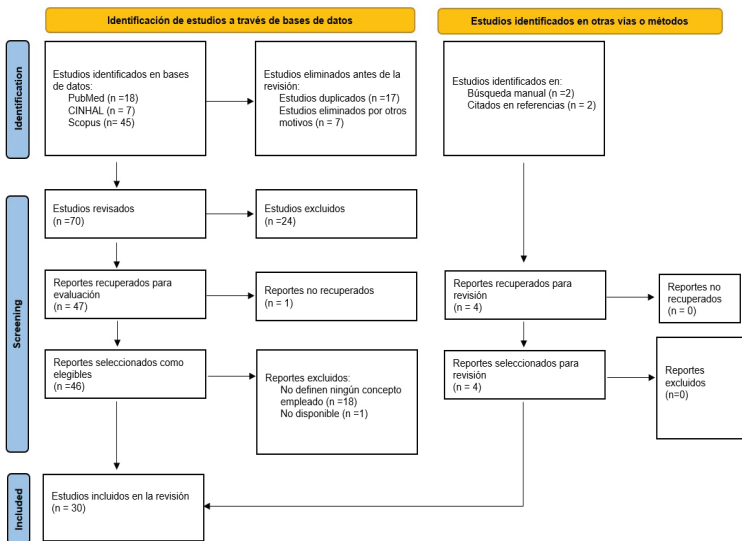 Identificación de estudios a través de bases de datos
Estudios identificados en otras vías o métodos
Identification
Estudios identificados en bases
de datos:
PubMed (n =18)
CINHAL (n = 7)
Scopus (n= 45)
Estudios eliminados antes de la
revisión:
Estudios duplicados (n =17)
Estudios eliminados por otros
motivos (n = 7)
Estudios identificados en:
Búsqueda manual (n =2)
Citados en referencias (n = 2)
Screening
Estudios revisados
(n =70)
Estudios excluidos
(n =24)
Reportes recuperados para
evaluación
(n = 47)
Reportes no recuperados
(n = 1)
Reportes recuperados para
revisión
(n = 4)
Reportes no
recuperados
(n = 0)
Reportes seleccionados como
elegibles
(n =46)
Reportes excluidos:
No definen ningún concepto
empleado (n =18)
No disponible (n =1)
Reportes seleccionados para
revisión
(n = 4)
Reportes
excluidos
(n=0)
Included
Estudios incluidos en la revisión
(n = 30)